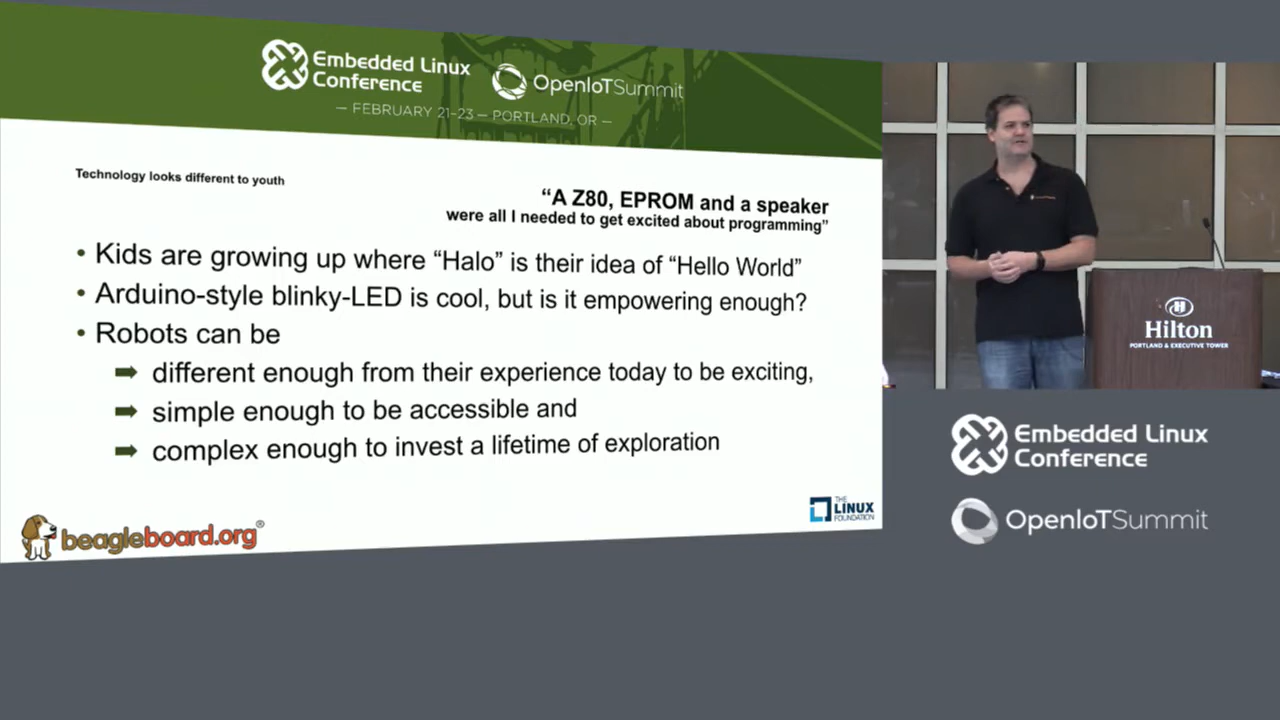 Embedded Linux
Conference
OpenIoTSummit
— FEBRUARY 21-23 — PORTLAND, OR —
Technology looks different to youth
“A Z80, EPROM and a speaker
were all I needed to get excited about programming”
• Kids are growing up where “Halo” is their idea of “Hello World”
• Arduino-style blinky-LED is cool, but is it empowering enough?
• Robots can be
➡ different enough from their experience today to be exciting,
➡ simple enough to be accessible and
➡ complex enough to invest a lifetime of exploration
beagleboard.org®
THE
LINUX
FOUNDATION
Hilton
PORTLAND & EXECUTIVE TOWER
Embedded Linux
Conference
OpenIoTSummit